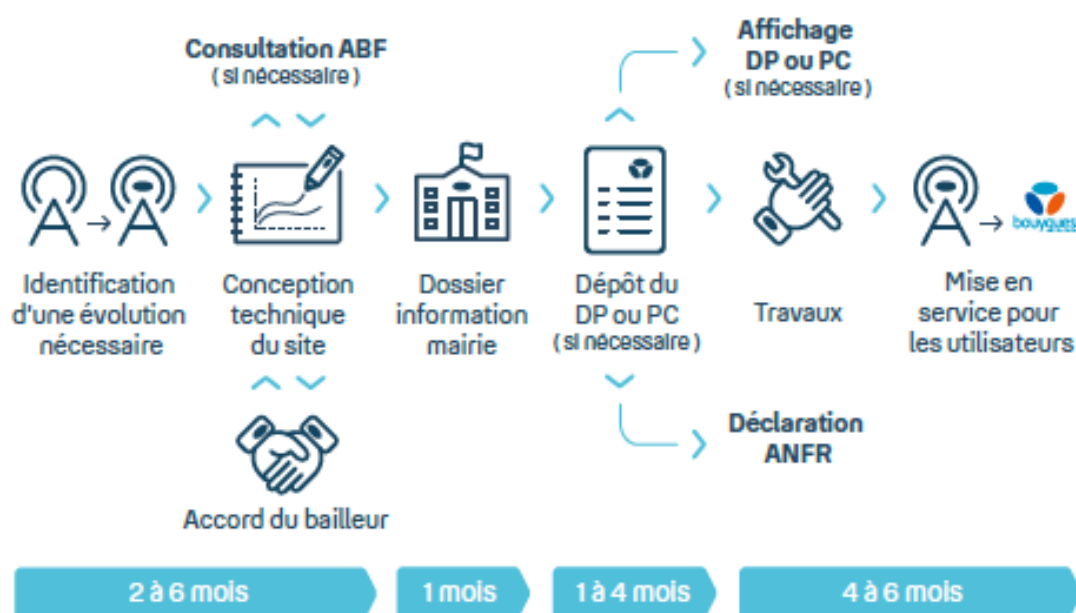 Consultation ABF
( si nécessaire )
Affichage
DP ou PC
( si nécessaire )
Identification
d'une évolution
nécessaire
Conception
technique
du site
Dossier
information
mairie
Dépôt du
DP ou PC
( si nécessaire )
Travaux
bouygues
Mise en
service pour
les utilisateurs
Accord du bailleur
Déclaration
ANFR
2 à 6 mois
1 mois
1 à 4 mois
4 à 6 mois